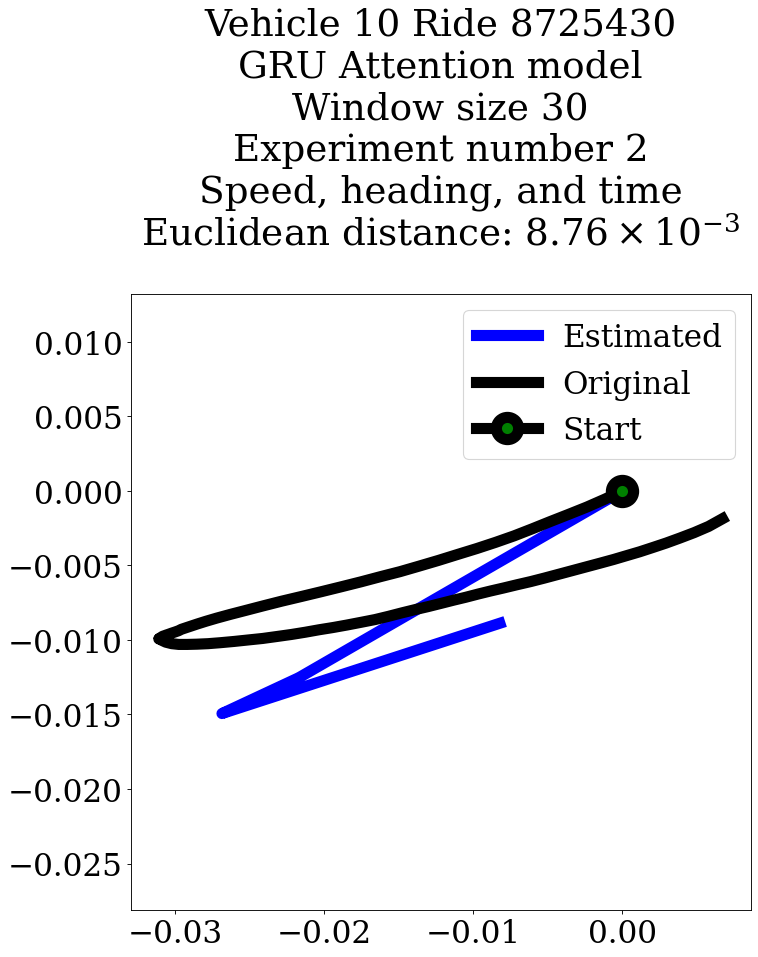 Vehicle 10 Ride 8725430
GRU Attention model
Window size 30
Experiment number 2
Speed, heading, and time
Euclidean distance: 8.76 × 10⁻³
Estimated
Original
Start
0.010
0.005
0.000
−0.005
−0.010
−0.015
−0.020
−0.025
−0.03 −0.02 −0.01 0.00